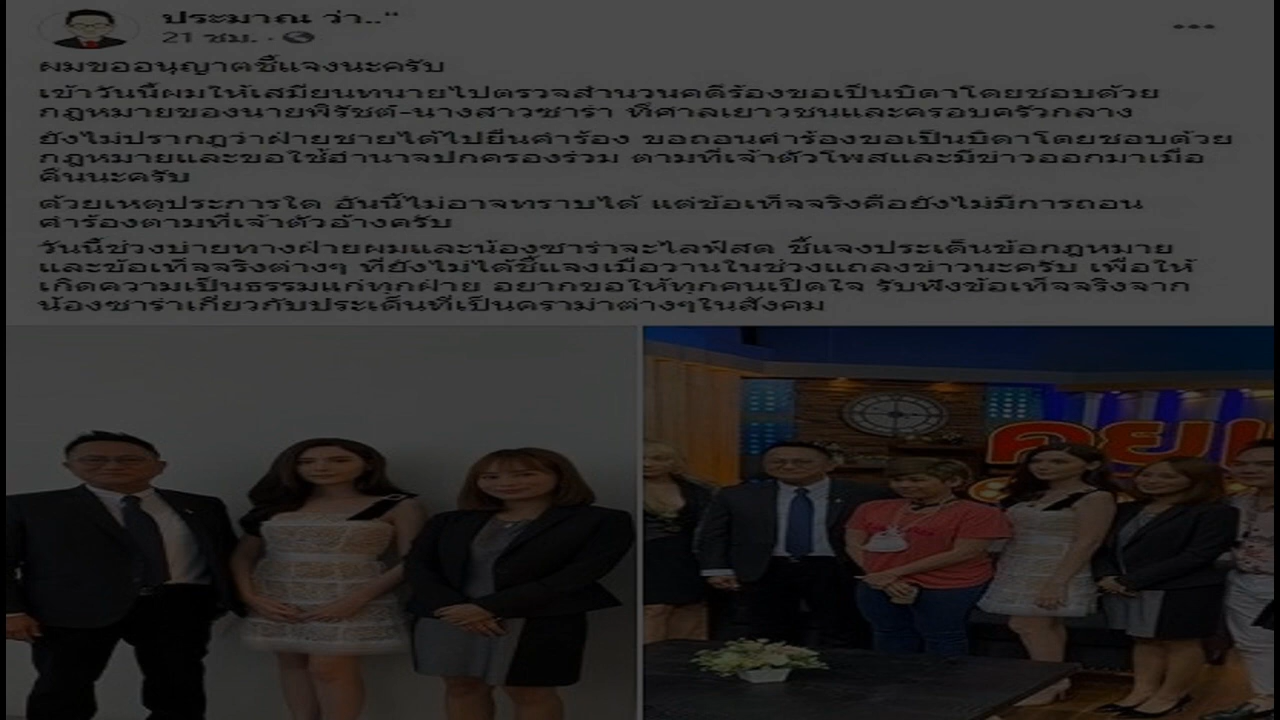 ประมาณ ว่า.."
21 ชม. ·
ผมขออนุญาตชี้แจงนะครับ
เช้าวันนี้ผมให้เสมียนทนายไปตรวจสำนวนคดีร้องขอเป็นบิดาโดยชอบด้วย
กฎหมายของนายพิรัชต์-นางสาวซาร่า ที่ศาลเยาวชนและครอบครัวกลาง
ยังไม่ปรากฎว่าฝ่ายชายได้ไปยื่นคำร้อง ขอถอนคำร้องขอเป็นบิดาโดยชอบด้วย
กฎหมายและขอใช้อำนาจปกครองร่วม ตามที่เจ้าตัวโพสและมีข่าวออกมาเมื่อ
คืนนะครับ
ด้วยเหตุประการใด อันนี้ไม่อาจทราบได้ แต่ข้อเท็จจริงคือยังไม่มีการถอน
คำร้องตามที่เจ้าตัวอ้างครับ
วันนี้ช่วงบ่ายทางฝ่ายผมและน้องซาร่าจะไลฟ์สด ชี้แจงประเด็นข้อกฎหมาย
และข้อเท็จจริงต่างๆ ที่ยังไม่ได้ชี้แจงเมื่อวานในช่วงแถลงข่าวนะครับ เพื่อให้
เกิดความเป็นธรรมแก่ทุกฝ่าย อยากขอให้ทุกคนเปิดใจ รับฟังข้อเท็จจริงจาก
น้องซาร่าเกี่ยวกับประเด็นที่เป็นดราม่าต่างๆในสังคม